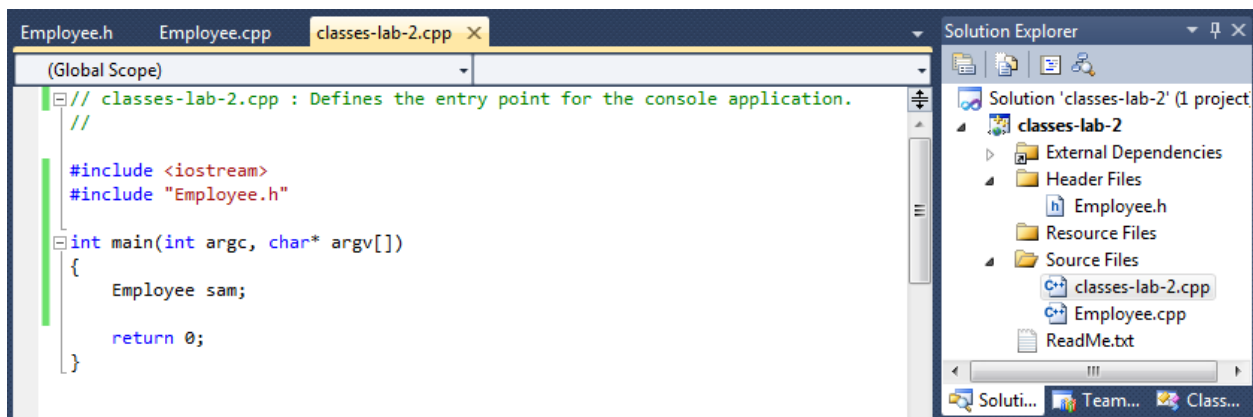 Employee.h Employee.cpp classes-lab-2.cpp
(Global Scope)
// classes-lab-2.cpp : Defines the entry point for the console application.
//
#include <iostream>
#include "Employee.h"
int main(int argc, char* argv[])
{
Employee sam;
return 0;
}
Solution Explorer
Solution 'classes-lab-2' (1 project
classes-lab-2
External Dependencies
Header Files
Employee.h
Resource Files
Source Files
classes-lab-2.cpp
Employee.cpp
ReadMe.txt
Soluti... Team... Class...